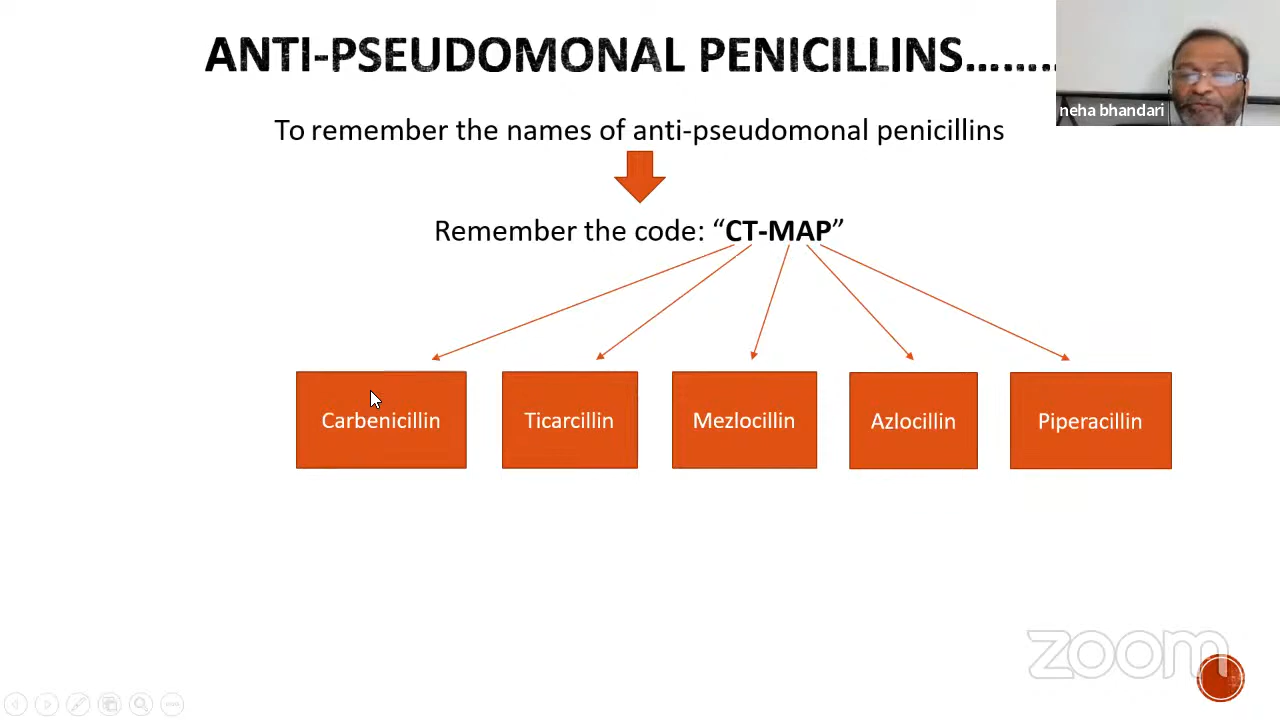 ANTI-PSEUDOMONAL PENICILLINS........
neha bhandari
To remember the names of anti-pseudomonal penicillins
Remember the code: “CT-MAP”
Carbenicillin
Ticarcillin
Mezlocillin
Azlocillin
Piperacillin
zoom